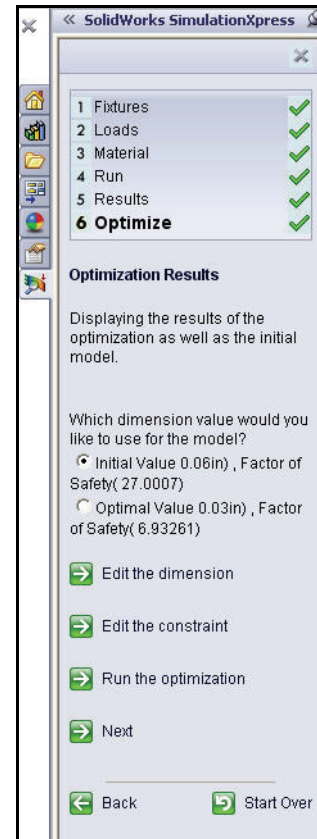 « SolidWorks SimulationXpress
1 Fixtures
2 Loads
3 Material
4 Run
5 Results
6 Optimize
Optimization Results
Displaying the results of the
optimization as well as the initial
model.
Which dimension value would you
like to use for the model?
Initial Value 0.06in) , Factor of
Safety( 27.0007)
Optimal Value 0.03in) , Factor
of Safety( 6.93261)
Edit the dimension
Edit the constraint
Run the optimization
Next
Back
Start Over